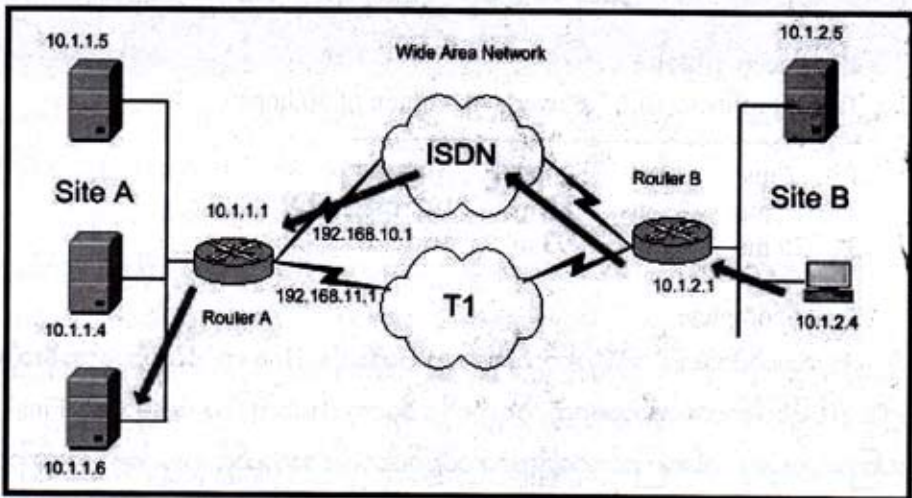 10.1.1.5
Wide Area Network
10.1.2.5
ISDN
Router B
Site A
Site B
10.1.1.1
192.168.10.1
10.1.2.1
192.168.11.1
T1
10.1.2.4
10.1.1.4
Router A
10.1.1.6